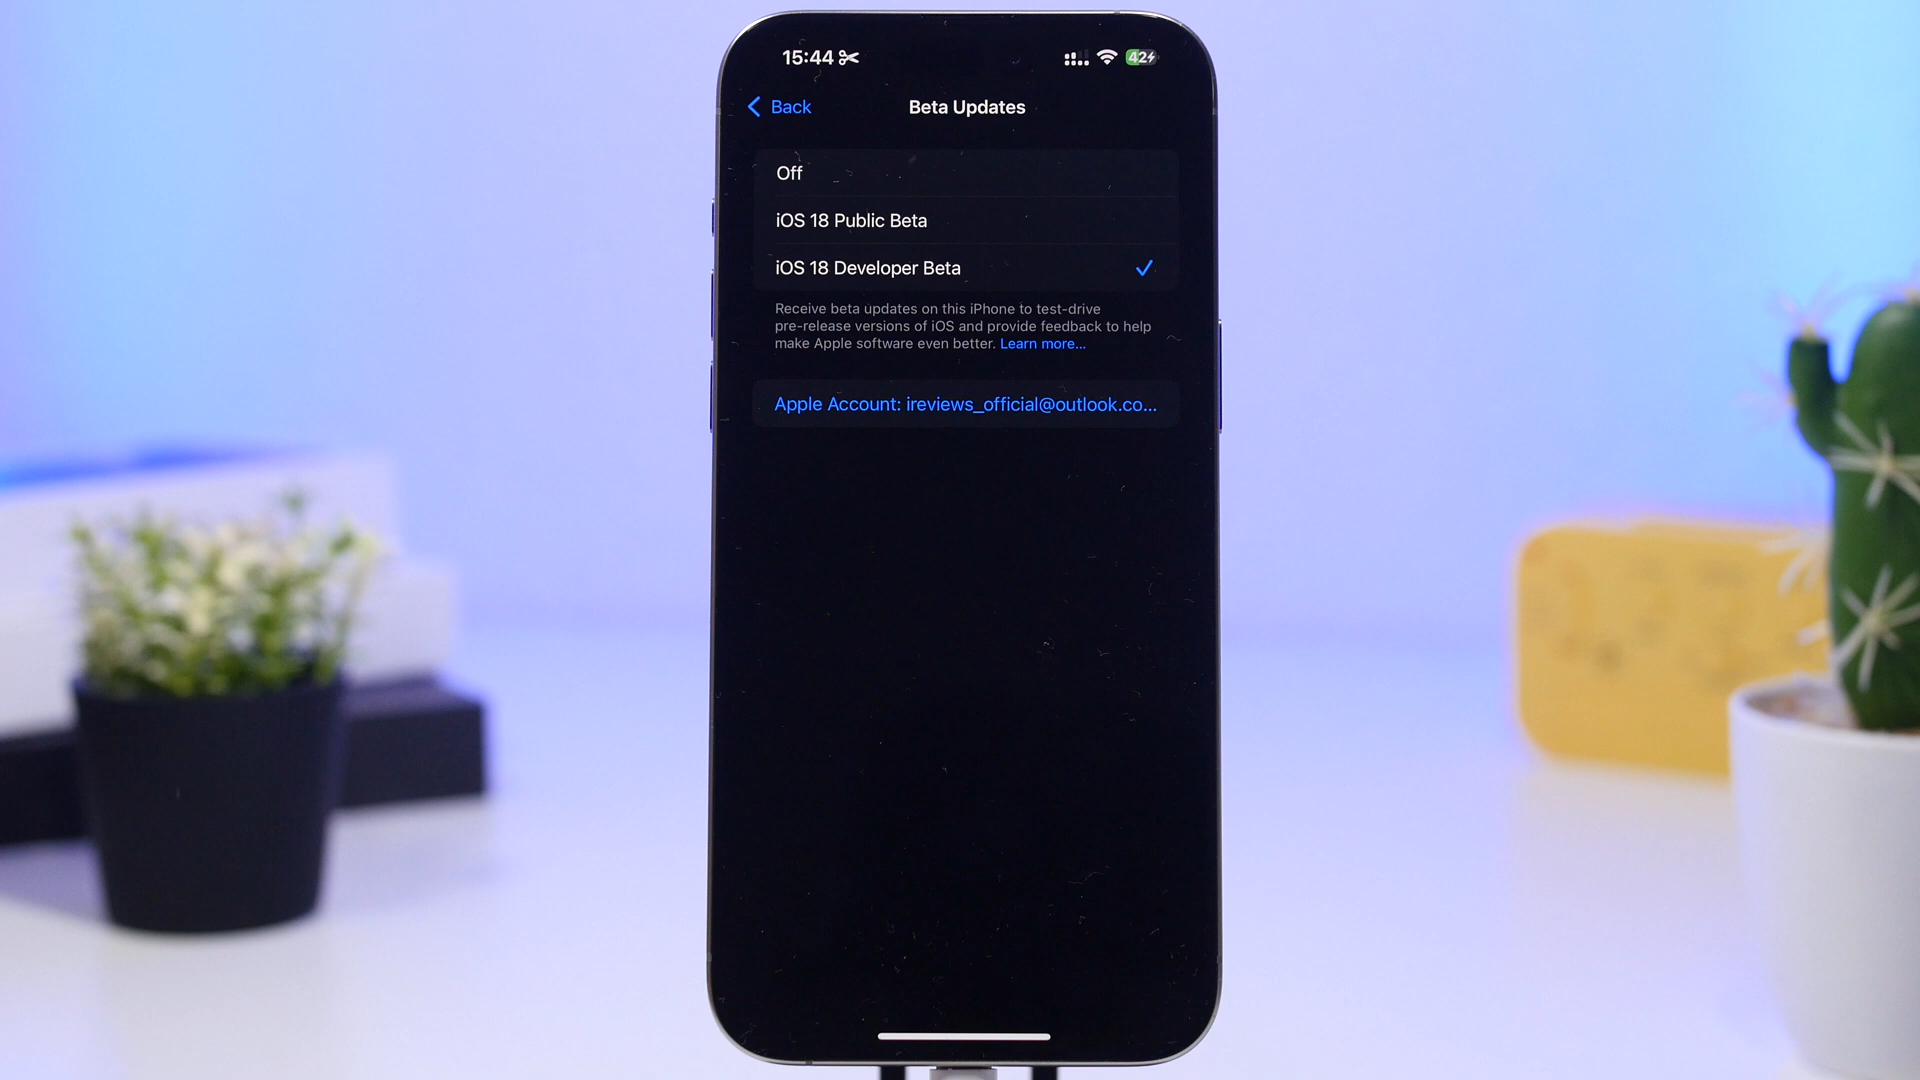 15:44
42
Back
Beta Updates
Off
iOS 18 Public Beta
iOS 18 Developer Beta
Receive beta updates on this iPhone to test-drive
pre-release versions of iOS and provide feedback to help
make Apple software even better. Learn more...
Apple Account: ireviews_official@outlook.co...